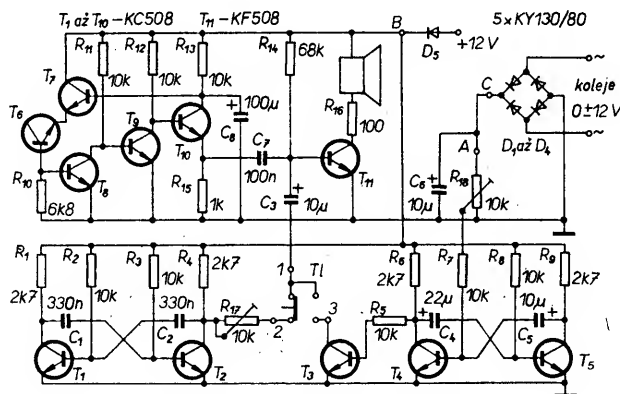 T₁ až T₁₀ – KC508 T₁₁ – KF508
B
5 x KY130/80
R₁₁ R₁₂ R₁₃ R₁₄
10k 10k 10k 68k
D₅ +12 V
T₇
C
koleje
0±12 V
T₆
R₁₆
100
100µ
C₈
T₉
C₇
100n
A
D₁ až D₄
T₁₀
R₁₀
6k8
T₈
R₁₅
1k
C₃
10µ
T₁₁
C₆
10µ
R₁₈
10k
R₁ R₂ R₃ R₄
2k7 10k 10k 2k7
1 Tl
R₆ R₇ R₈ R₉
2k7 10k 10k 2k7
330n 330n
R₁₇
10k
2 3
R₅
10k
22µ 10µ
C₁ C₂
C₄ C₅
T₁ T₂ T₃ T₄ T₅